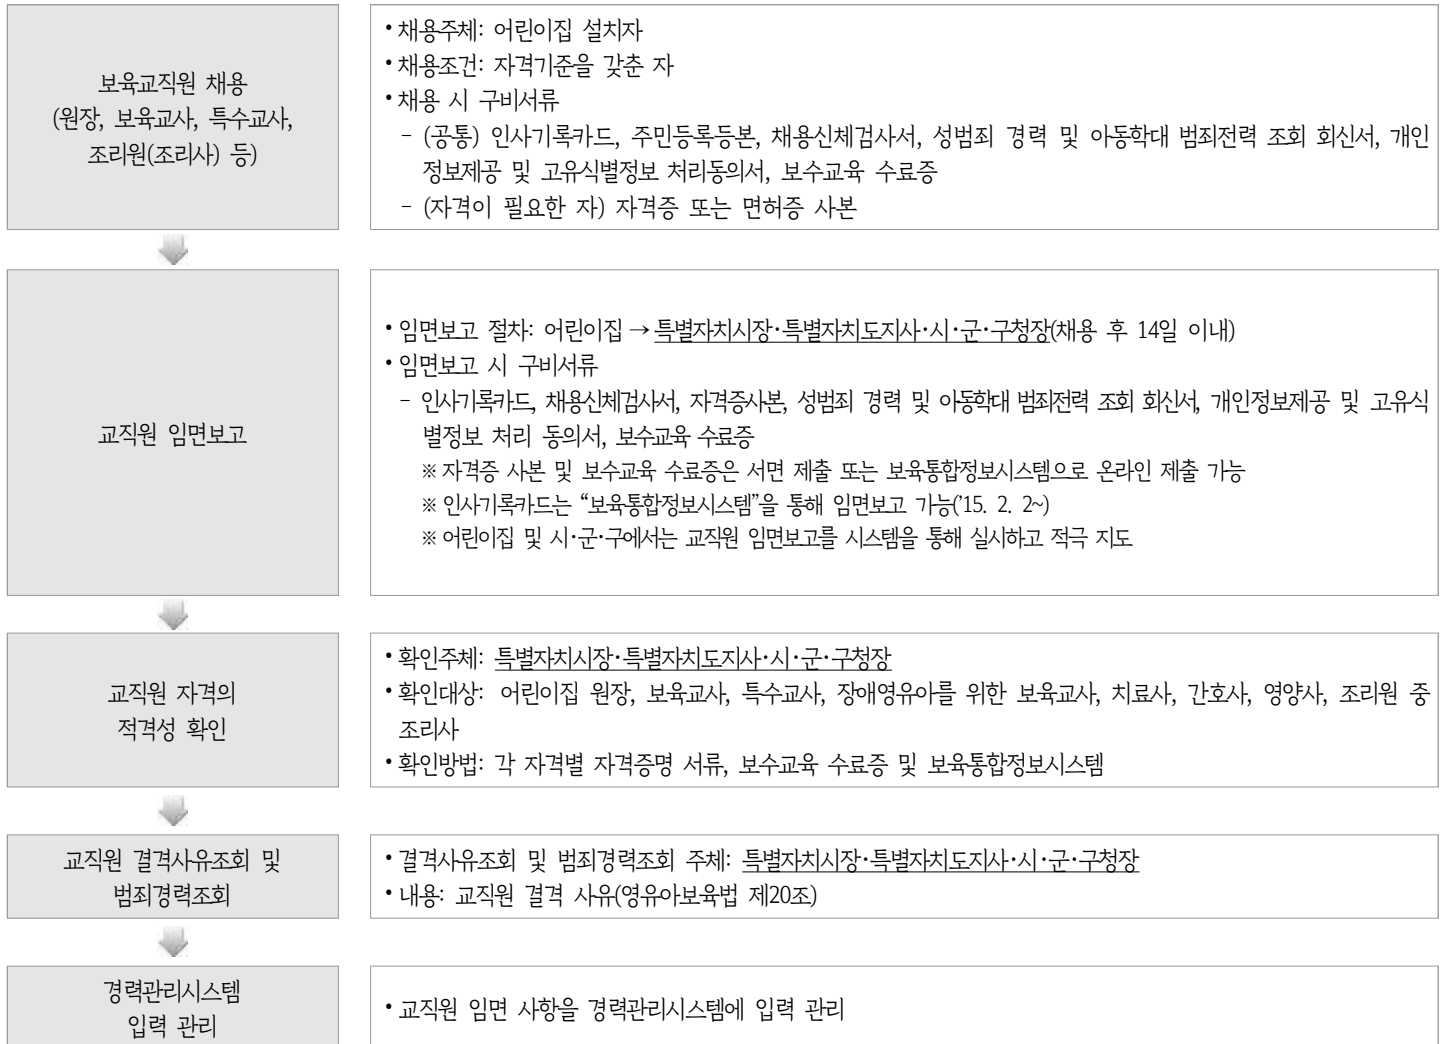 보육교직원 채용
(원장, 보육교사, 특수교사,
조리원(조리사) 등)
• 채용주체: 어린이집 설치자
• 채용조건: 자격기준을 갖춘 자
• 채용 시 구비서류
- (공통) 인사기록카드, 주민등록등본, 채용신체검사서, 성범죄 경력 및 아동학대 범죄전력 조회 회신서, 개인
정보제공 및 고유식별정보 처리동의서, 보수교육 수료증
- (자격이 필요한 자) 자격증 또는 면허증 사본
교직원 임면보고
• 임면보고 절차: 어린이집 → 특별자치시장·특별자치도지사·시·군·구청장(채용 후 14일 이내)
• 임면보고 시 구비서류
- 인사기록카드, 채용신체검사서, 자격증사본, 성범죄 경력 및 아동학대 범죄전력 조회 회신서, 개인정보제공 및 고유식
별정보 처리 동의서, 보수교육 수료증
※ 자격증 사본 및 보수교육 수료증은 서면 제출 또는 보육통합정보시스템으로 온라인 제출 가능
※ 인사기록카드는 “보육통합정보시스템”을 통해 임면보고 가능('15. 2. 2~)
※ 어린이집 및 시·군·구에서는 교직원 임면보고를 시스템을 통해 실시하고 적극 지도
교직원 자격의
적격성 확인
• 확인주체: 특별자치시장·특별자치도지사·시·군·구청장
• 확인대상: 어린이집 원장, 보육교사, 특수교사, 장애영유아를 위한 보육교사, 치료사, 간호사, 영양사, 조리원 중
조리사
• 확인방법: 각 자격별 자격증명 서류, 보수교육 수료증 및 보육통합정보시스템
교직원 결격사유조회 및
범죄경력조회
• 결격사유조회 및 범죄경력조회 주체: 특별자치시장·특별자치도지사·시·군·구청장
• 내용: 교직원 결격 사유(영유아보육법 제20조)
경력관리시스템
입력 관리
• 교직원 임면 사항을 경력관리시스템에 입력 관리